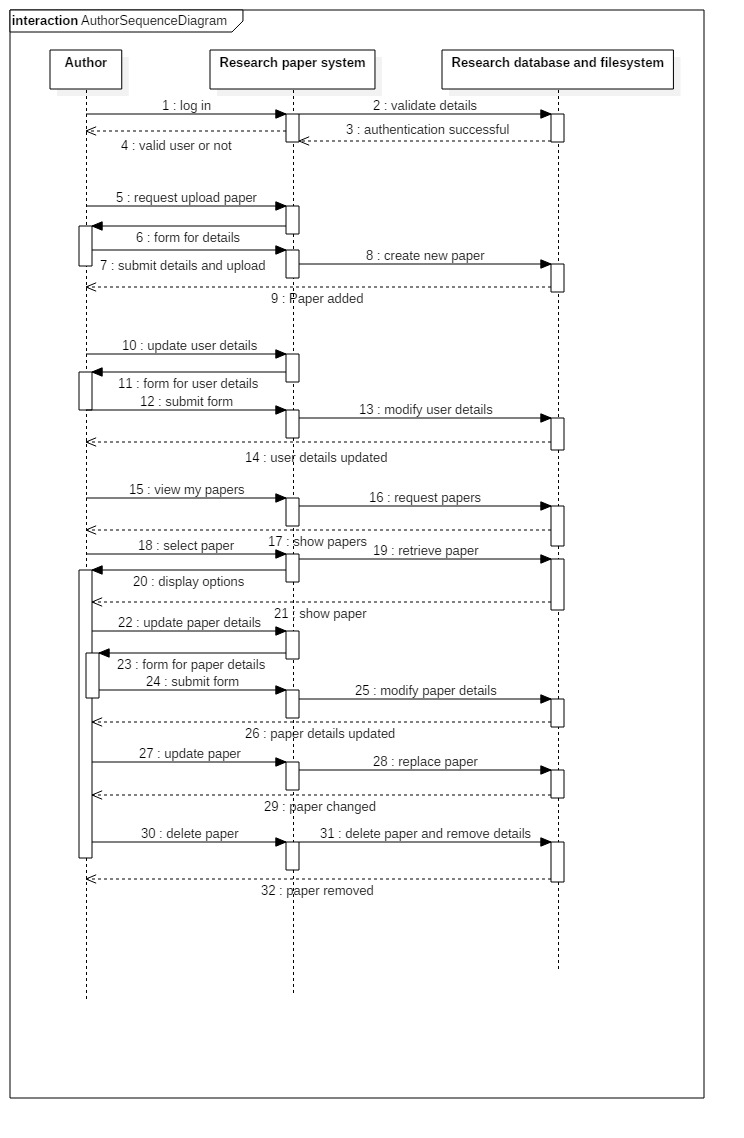 interaction AuthorSequenceDiagram
Author
Research paper system
Research database and filesystem
1 : log in
2 : validate details
3 : authentication successful
4 : valid user or not
5 : request upload paper
6 : form for details
7 : submit details and upload
8 : create new paper
9 : Paper added
10 : update user details
11 : form for user details
12 : submit form
13 : modify user details
14 : user details updated
15 : view my papers
16 : request papers
17 : show papers
18 : select paper
19 : retrieve paper
20 : display options
21 : show paper
22 : update paper details
23 : form for paper details
24 : submit form
25 : modify paper details
26 : paper details updated
27 : update paper
28 : replace paper
29 : paper changed
30 : delete paper
31 : delete paper and remove details
32 : paper removed